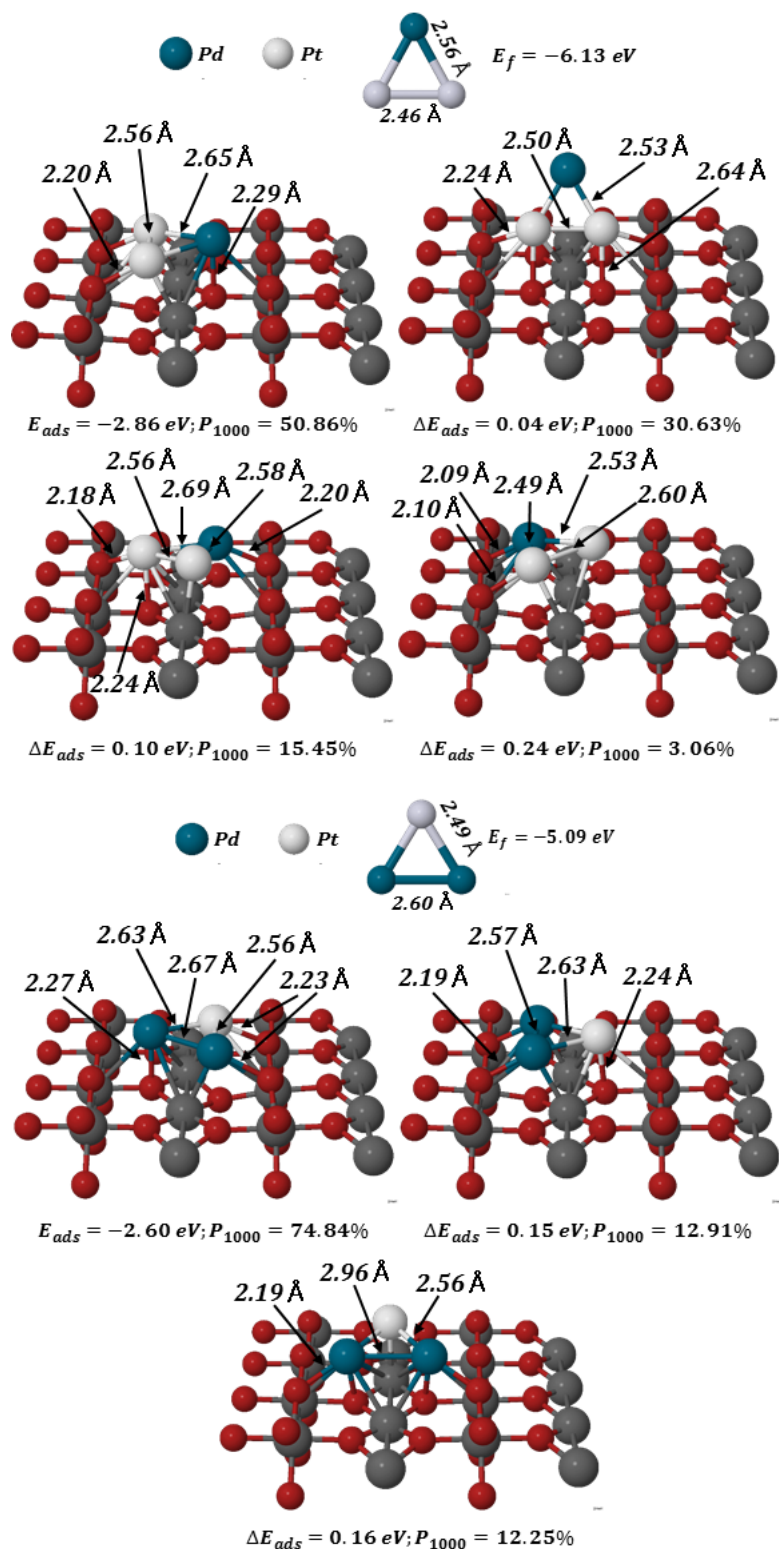 Pd Pt 2.56 Å E_f = −6.13 eV
2.46 Å
2.56 Å
2.20 Å 2.65 Å
2.29 Å
2.50 Å 2.53 Å
2.24 Å 2.64 Å
E_ads = −2.86 eV; P_1000 = 50.86%
ΔE_ads = 0.04 eV; P_1000 = 30.63%
2.56 Å 2.58 Å
2.18 Å 2.69 Å 2.20 Å
2.24 Å
2.53 Å
2.09 Å 2.49 Å 2.60 Å
2.10 Å
ΔE_ads = 0.10 eV; P_1000 = 15.45%
ΔE_ads = 0.24 eV; P_1000 = 3.06%
Pd Pt 2.49 Å E_f = −5.09 eV
2.60 Å
2.63 Å 2.56 Å
2.27 Å 2.67 Å 2.23 Å
2.57 Å
2.19 Å 2.63 Å 2.24 Å
E_ads = −2.60 eV; P_1000 = 74.84%
ΔE_ads = 0.15 eV; P_1000 = 12.91%
2.96 Å
2.19 Å 2.56 Å
ΔE_ads = 0.16 eV; P_1000 = 12.25%